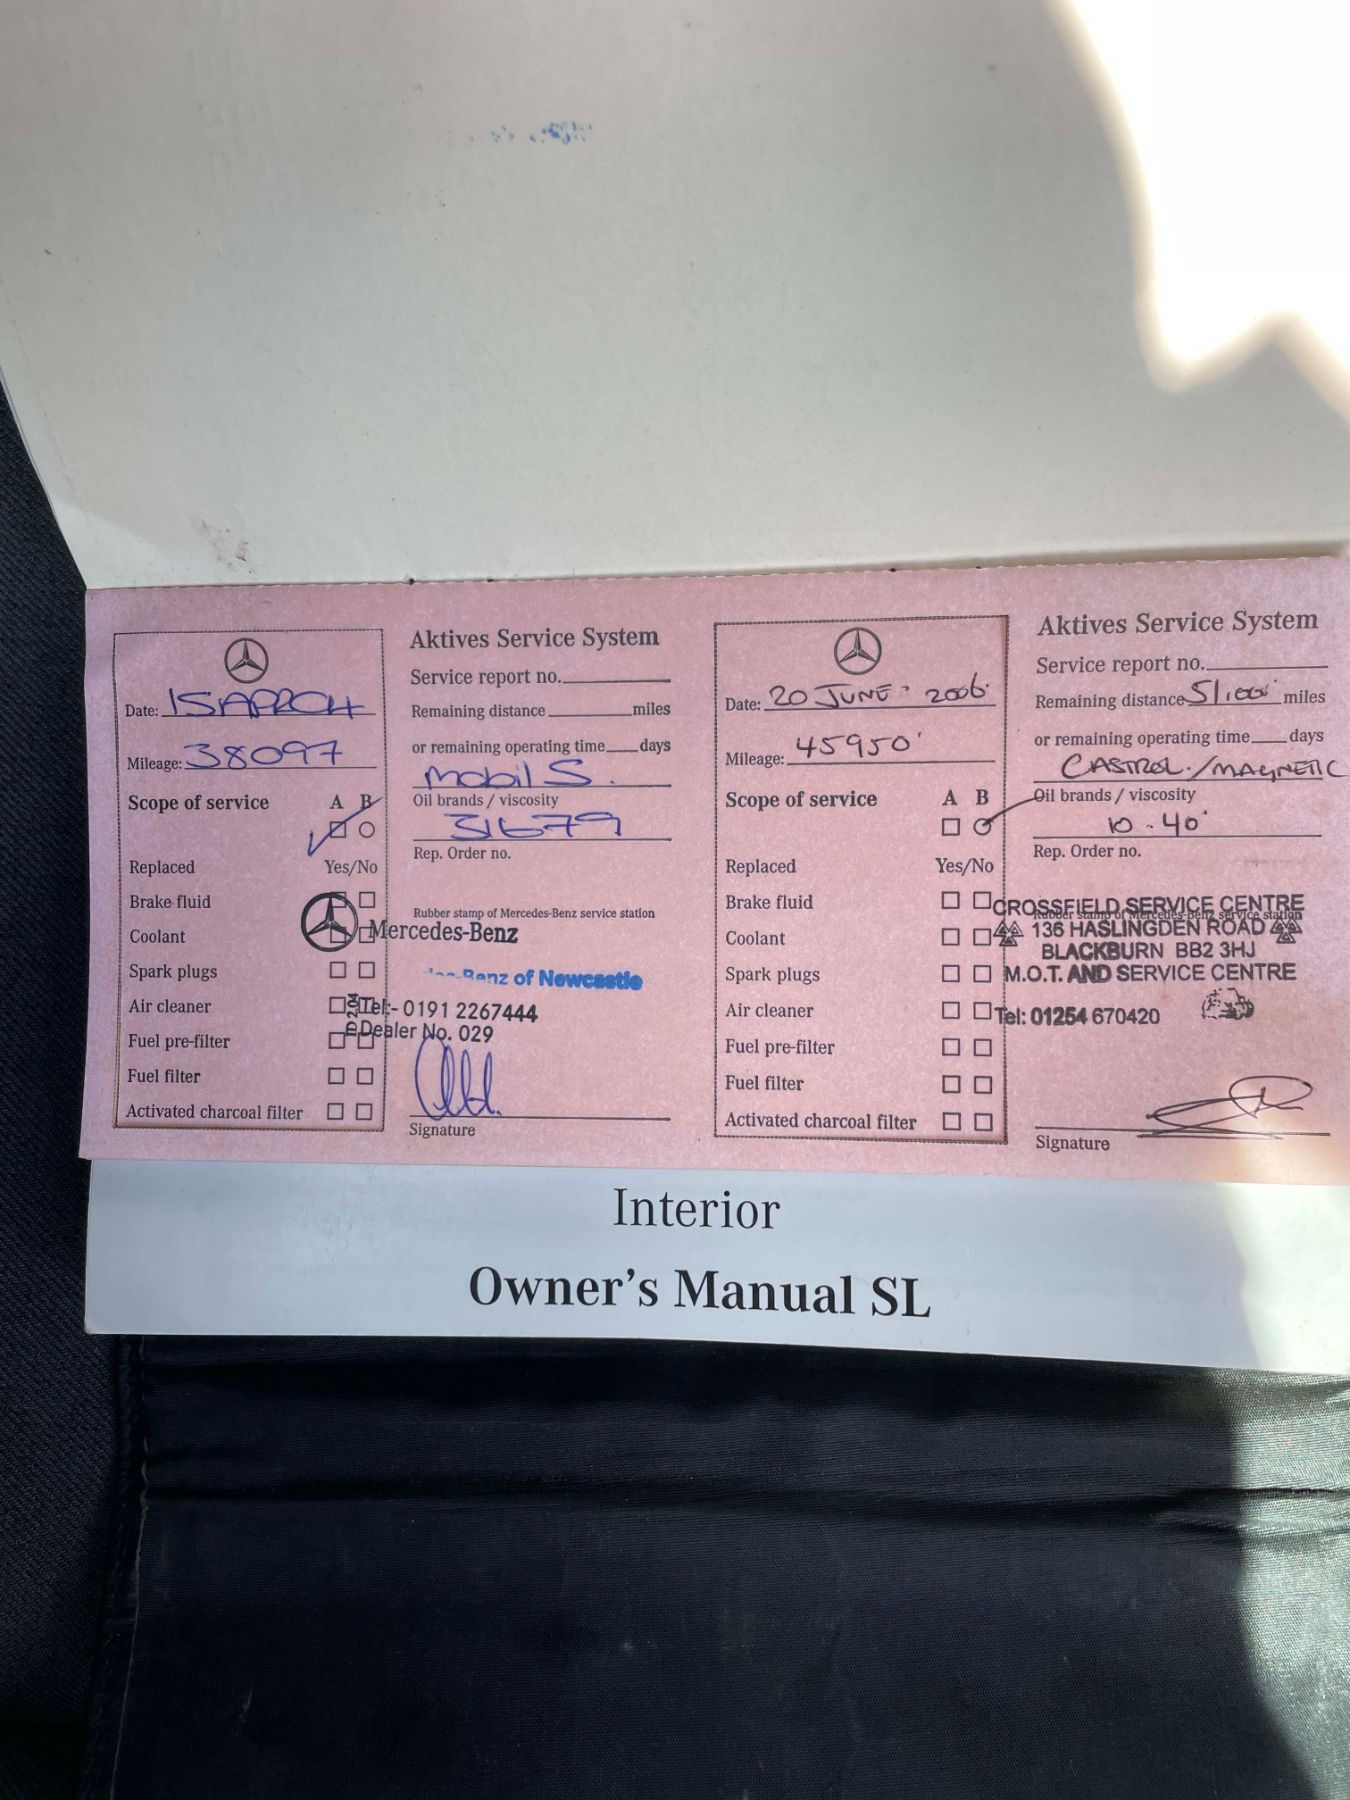 Date: 15APR04
Mileage: 38097
Scope of service A B
Replaced Yes/No
Brake fluid
Coolant
Spark plugs
Air cleaner
Fuel pre-filter
Fuel filter
Activated charcoal filter
Aktives Service System
Service report no.
Remaining distance miles
or remaining operating time days
Mobil S.
Oil brands / viscosity
31679
Rep. Order no.
Rubber stamp of Mercedes-Benz service station
Mercedes-Benz
-Benz of Newcastle
Tel:- 0191 2267444
Dealer No. 029
Signature
Date: 20 JUNE 2006
Mileage: 45950
Scope of service A B
Replaced Yes/No
Brake fluid
Coolant
Spark plugs
Air cleaner
Fuel pre-filter
Fuel filter
Activated charcoal filter
Aktives Service System
Service report no.
Remaining distance 51,000 miles
or remaining operating time days
CASTROL./MAGNETIC
Oil brands / viscosity
10-40
Rep. Order no.
CROSSFIELD SERVICE CENTRE
Rubber stamp of Mercedes-Benz service station
136 HASLINGDEN ROAD
BLACKBURN BB2 3HJ
M.O.T. AND SERVICE CENTRE
Tel: 01254 670420
Signature
Interior
Owner's Manual SL